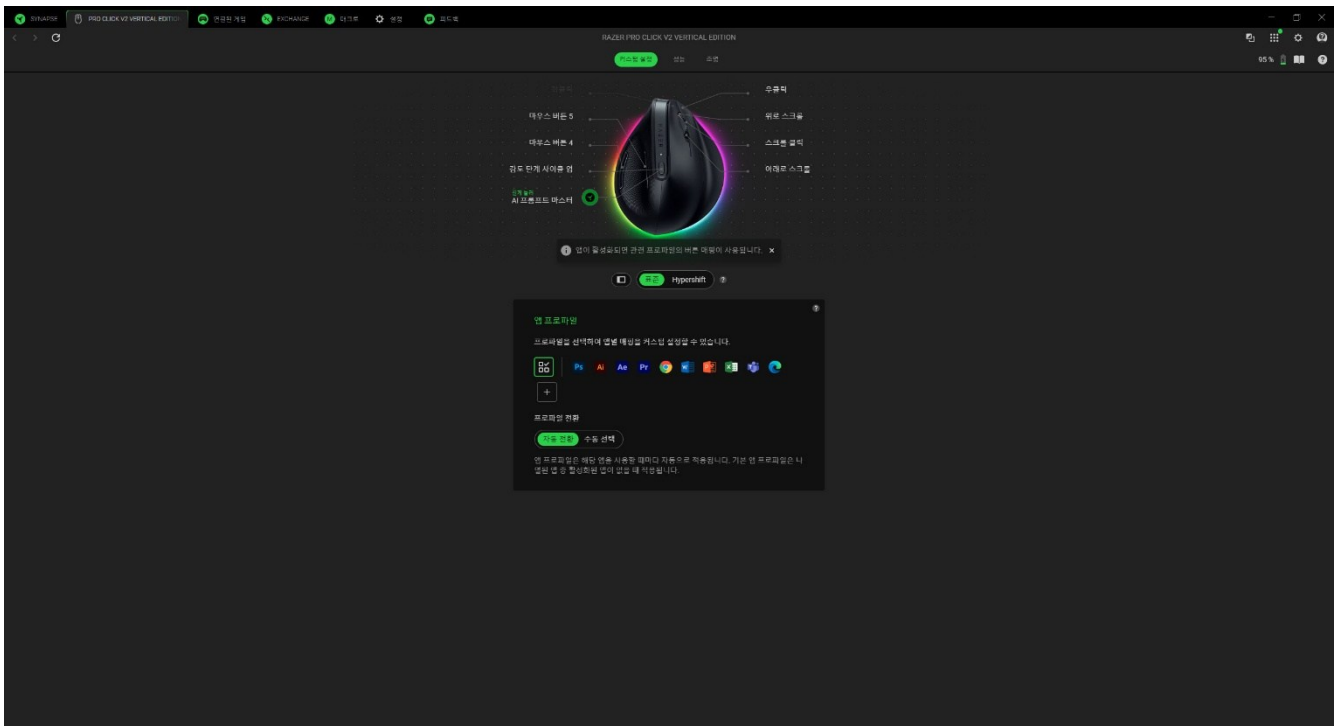 SYNAPSE
PRO CLICK V2 VERTICAL EDITION
연결된 게임
EXCHANGE
매크로
설정
피드백
RAZER PRO CLICK V2 VERTICAL EDITION
커스텀 설정
성능
조명
95 %
좌클릭
우클릭
마우스 버튼 5
위로 스크롤
마우스 버튼 4
스크롤 클릭
감도 단계 사이클 업
아래로 스크롤
AI 프롬프트 마스터
앱이 활성화되면 관련 프로파일의 버튼 매핑이 사용됩니다.
표준
Hypershift
앱 프로파일
프로파일을 선택하여 앱별 매핑을 커스텀 설정할 수 있습니다.
Ps
Ai
Ae
Pr
프로파일 전환
자동 전환
수동 선택
앱 프로파일은 해당 앱을 사용할 때마다 자동으로 적용됩니다. 기본 앱 프로파일은 나
열된 앱 중 활성화된 앱이 없을 때 적용됩니다.